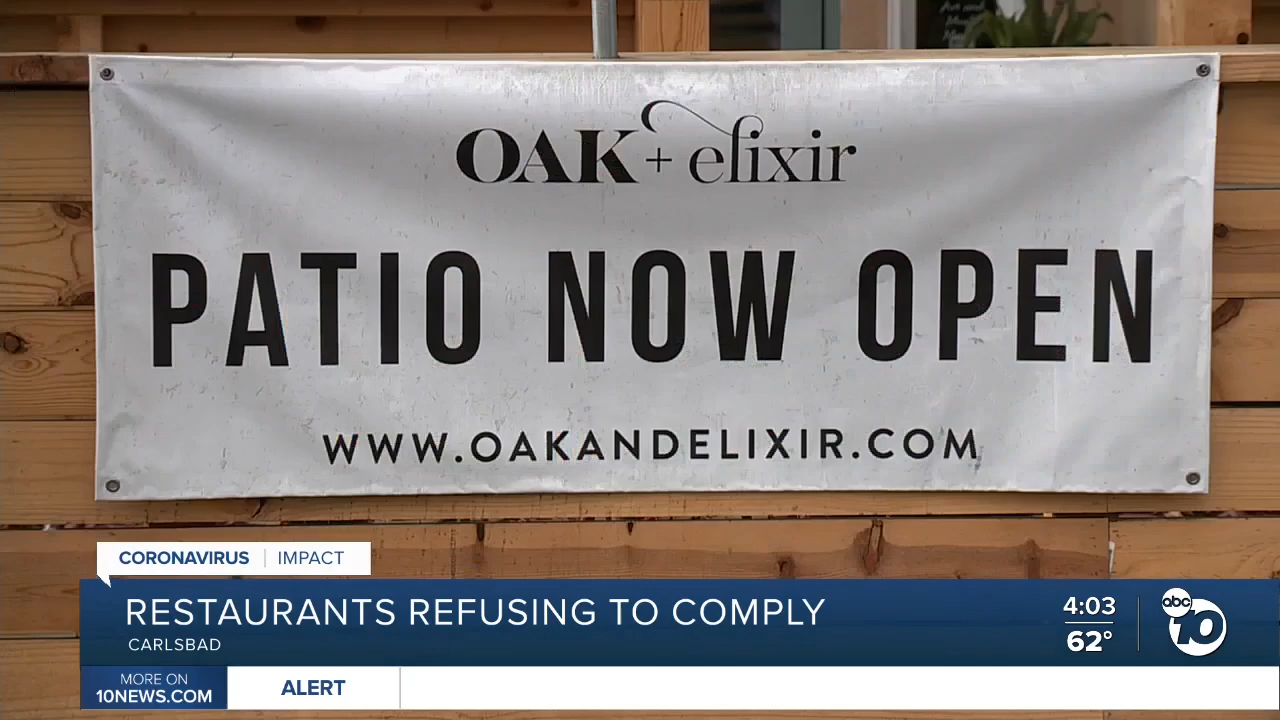 OAK + elixir
PATIO NOW OPEN
WWW.OAKANDELIXIR.COM
CORONAVIRUS | IMPACT
RESTAURANTS REFUSING TO COMPLY
CARLSBAD
4:03
62°
abc 10
MORE ON
10NEWS.COM
ALERT